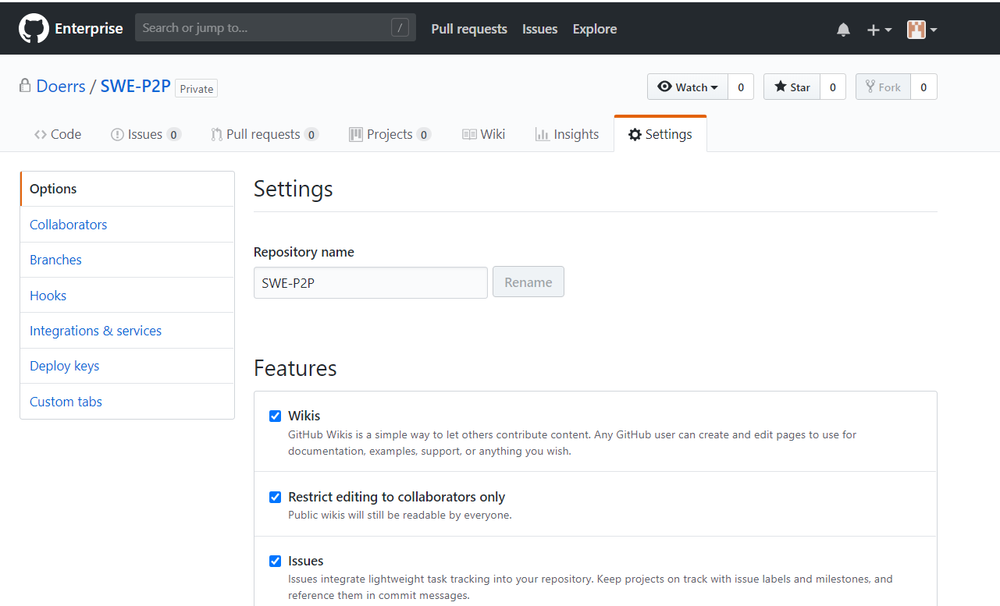 Enterprise Search or jump to... / Pull requests Issues Explore
Doerrs / SWE-P2P Private Watch 0 Star 0 Fork 0
Code Issues 0 Pull requests 0 Projects 0 Wiki Insights Settings
Options
Collaborators
Branches
Hooks
Integrations & services
Deploy keys
Custom tabs
Settings
Repository name
SWE-P2P Rename
Features
Wikis
GitHub Wikis is a simple way to let others contribute content. Any GitHub user can create and edit pages to use for
documentation, examples, support, or anything you wish.
Restrict editing to collaborators only
Public wikis will still be readable by everyone.
Issues
Issues integrate lightweight task tracking into your repository. Keep projects on track with issue labels and milestones, and
reference them in commit messages.